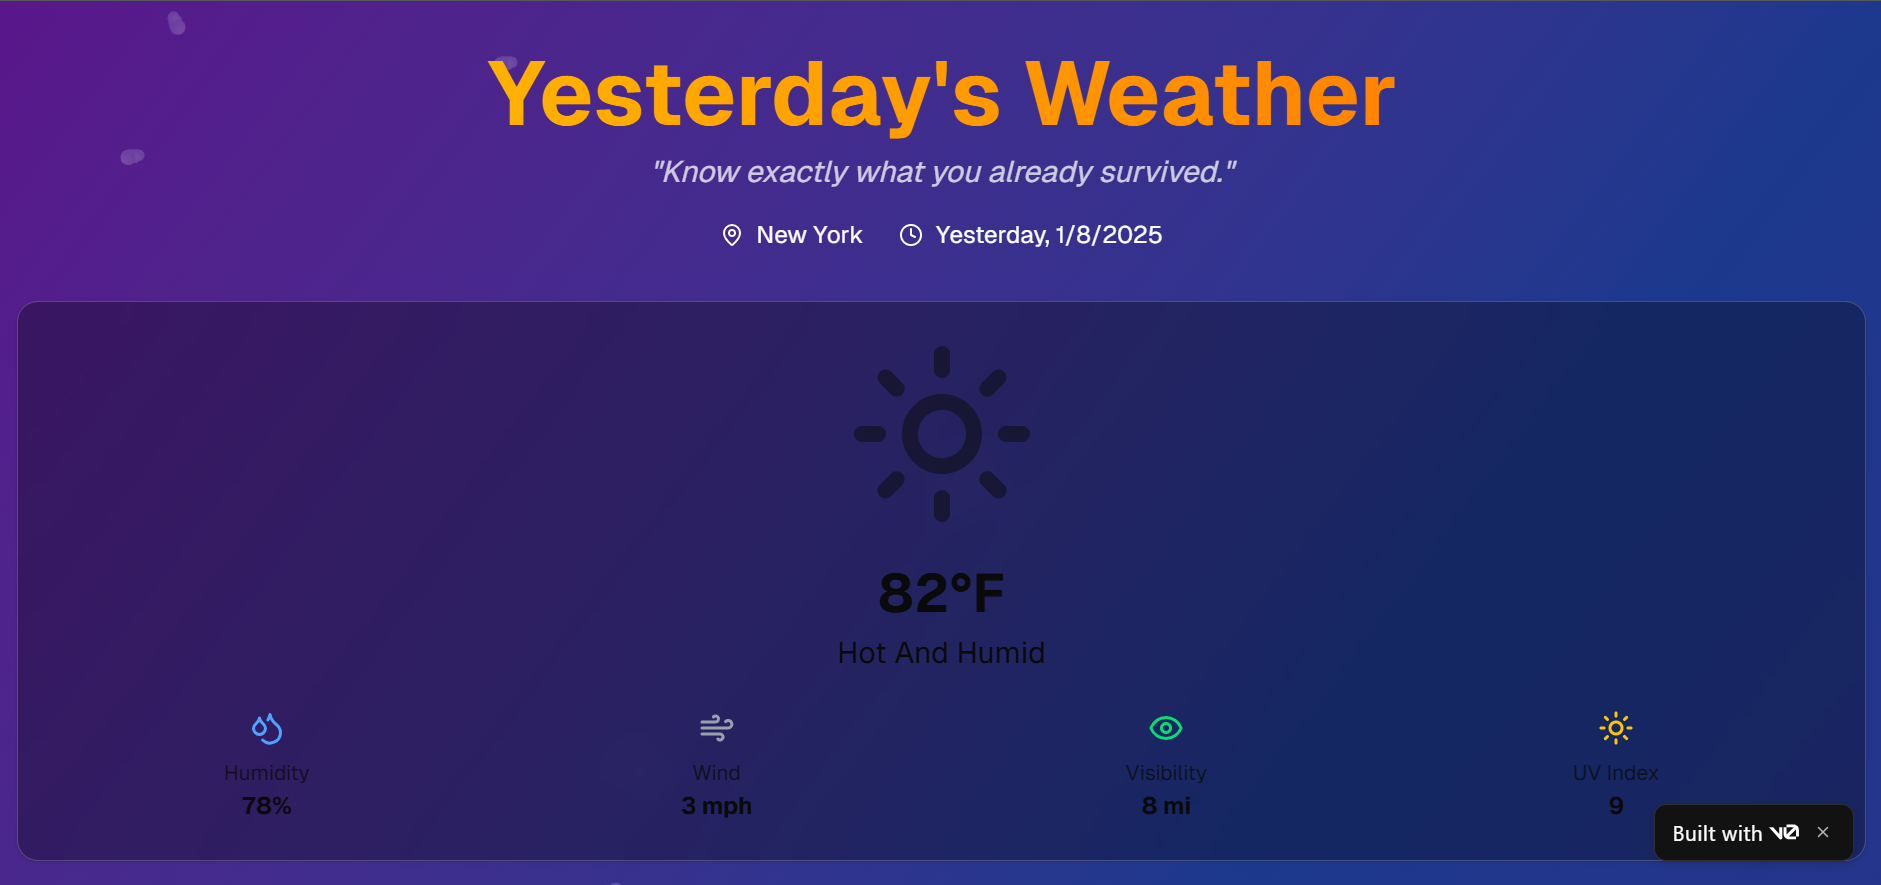 Yesterday's Weather
"Know exactly what you already survived."
New York Yesterday, 1/8/2025
82°F
Hot And Humid
Humidity Wind Visibility UV Index
78% 3 mph 8 mi 9
Built with v0